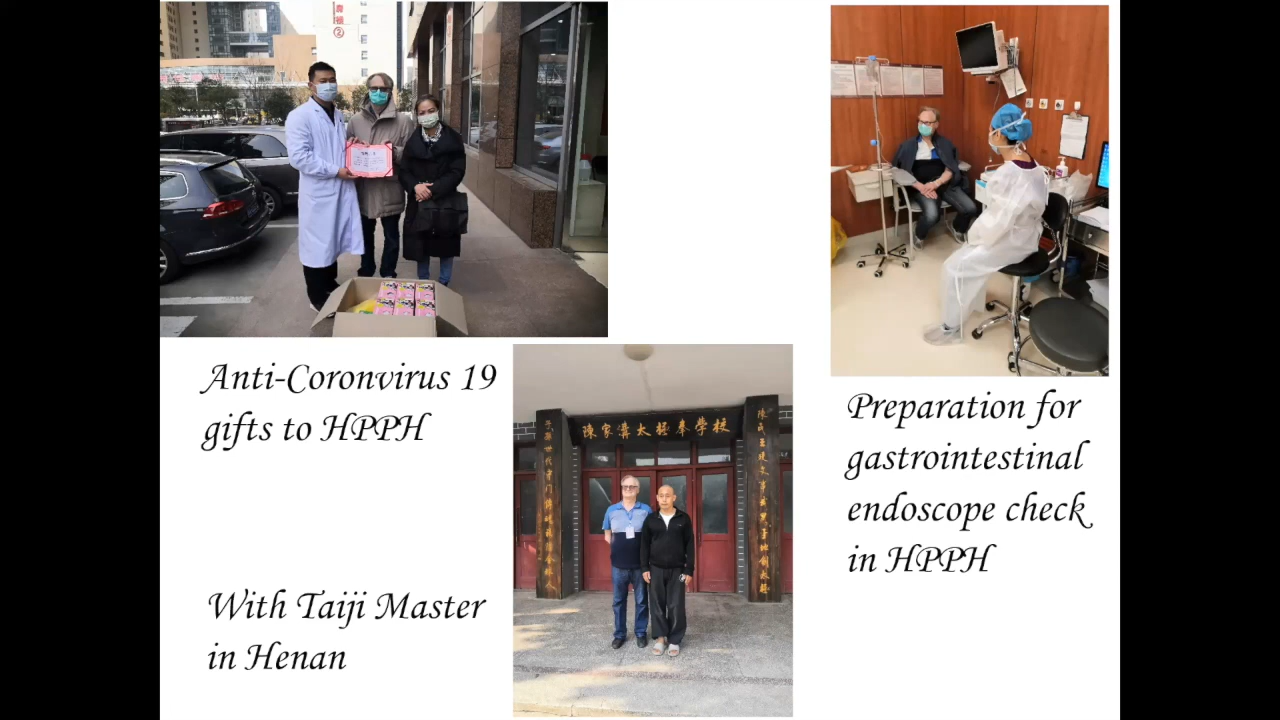 Anti-Coronvirus 19
gifts to HPPH
With Taiji Master
in Henan
陳家溝太極拳學校
Preparation for
gastrointestinal
endoscope check
in HPPH